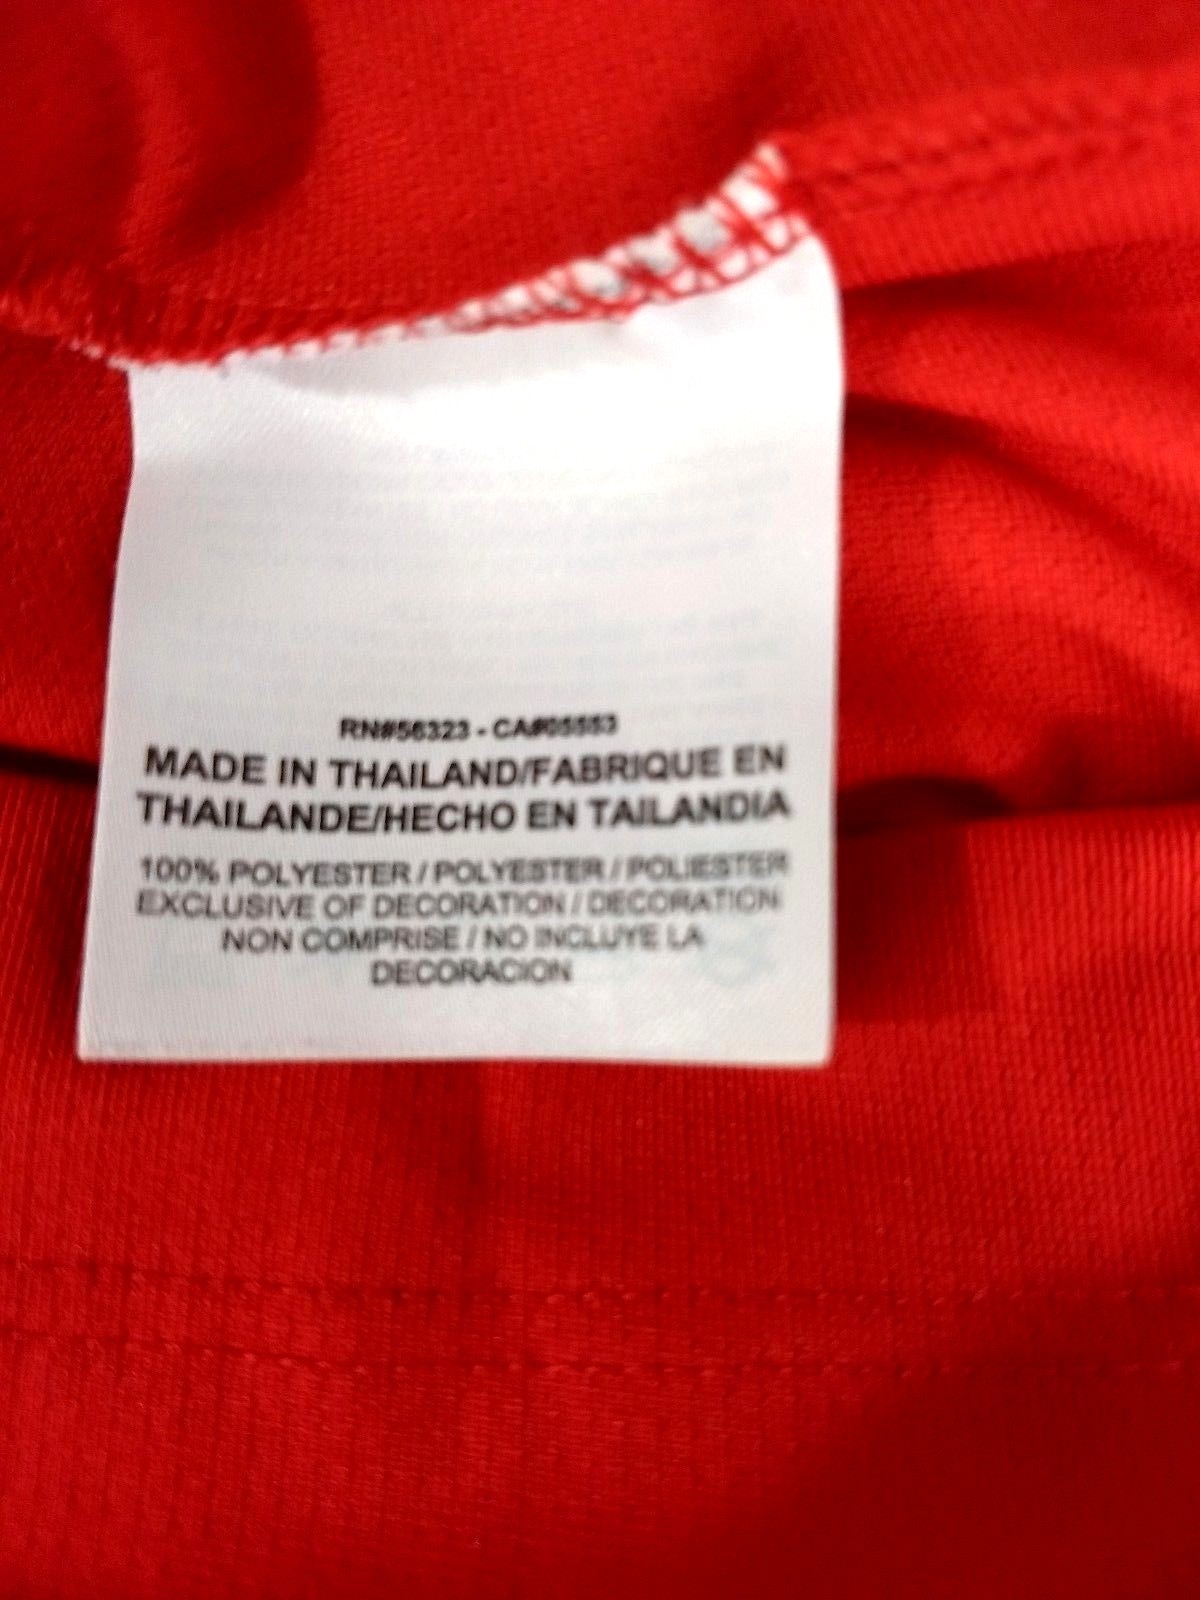 RN#56323 - CA#05553
MADE IN THAILAND/FABRIQUE EN
THAILANDE/HECHO EN TAILANDIA
100% POLYESTER / POLYESTER / POLIESTER
EXCLUSIVE OF DECORATION / DECORATION
NON COMPRISE / NO INCLUYE LA
DECORACION